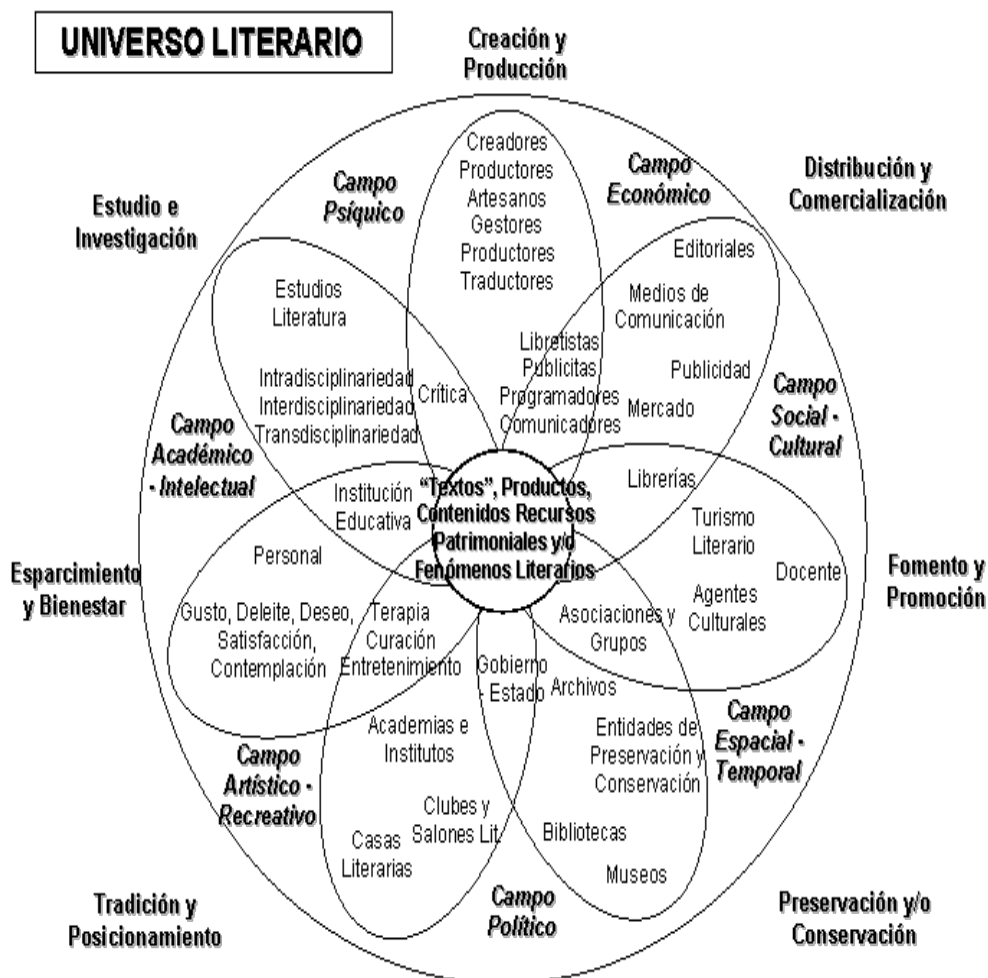 UNIVERSO LITERARIO
Creación y
Producción
Distribución y
Comercialización
Fomento y
Promoción
Preservación y/o
Conservación
Tradición y
Posicionamiento
Esparcimiento
y Bienestar
Estudio e
Investigación
Campo
Psíquico
Campo
Económico
Campo
Social -
Cultural
Campo
Espacial -
Temporal
Campo
Político
Campo
Artístico -
Recreativo
Campo
Académico
- Intelectual
Creadores
Productores
Artesanos
Gestores
Productores
Traductores
Libretistas
Publicitas
Programadores
Comunicadores
Editoriales
Medios de
Comunicación
Publicidad
Mercado
Librerías
Turismo
Literario
Docente
Agentes
Culturales
Asociaciones y
Grupos
Archivos
Entidades de
Preservación y
Conservación
Bibliotecas
Museos
Gobierno
- Estado
Academias e
Institutos
Clubes y
Salones Lit.
Casas
Literarias
Terapia
Curación
Entretenimiento
Personal
Gusto, Deleite, Deseo,
Satisfacción,
Contemplación
Institución
Educativa
Estudios
Literatura
Intradisciplinariedad
Interdisciplinariedad
Transdisciplinariedad
Crítica
“Textos”, Productos,
Contenidos Recursos
Patrimoniales y/o
Fenómenos Literarios